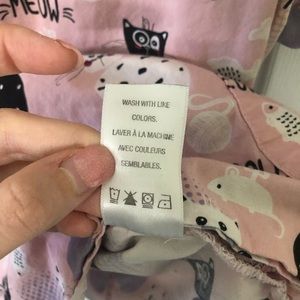 MEOW
WASH WITH LIKE
COLORS.
LAVER À LA MACHINE
AVEC COULEURS
SEMBLABLES.